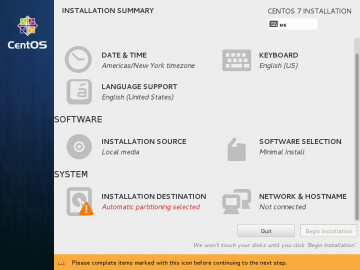 INSTALLATION SUMMARY
CENTOS 7 INSTALLATION
us
CentOS
DATE & TIME
Americas/New York timezone
KEYBOARD
English (US)
LANGUAGE SUPPORT
English (United States)
SOFTWARE
INSTALLATION SOURCE
Local media
SOFTWARE SELECTION
Minimal Install
SYSTEM
INSTALLATION DESTINATION
Automatic partitioning selected
NETWORK & HOSTNAME
Not connected
Quit
Begin Installation
We won't touch your disks until you click 'Begin Installation'.
Please complete items marked with this icon before continuing to the next step.